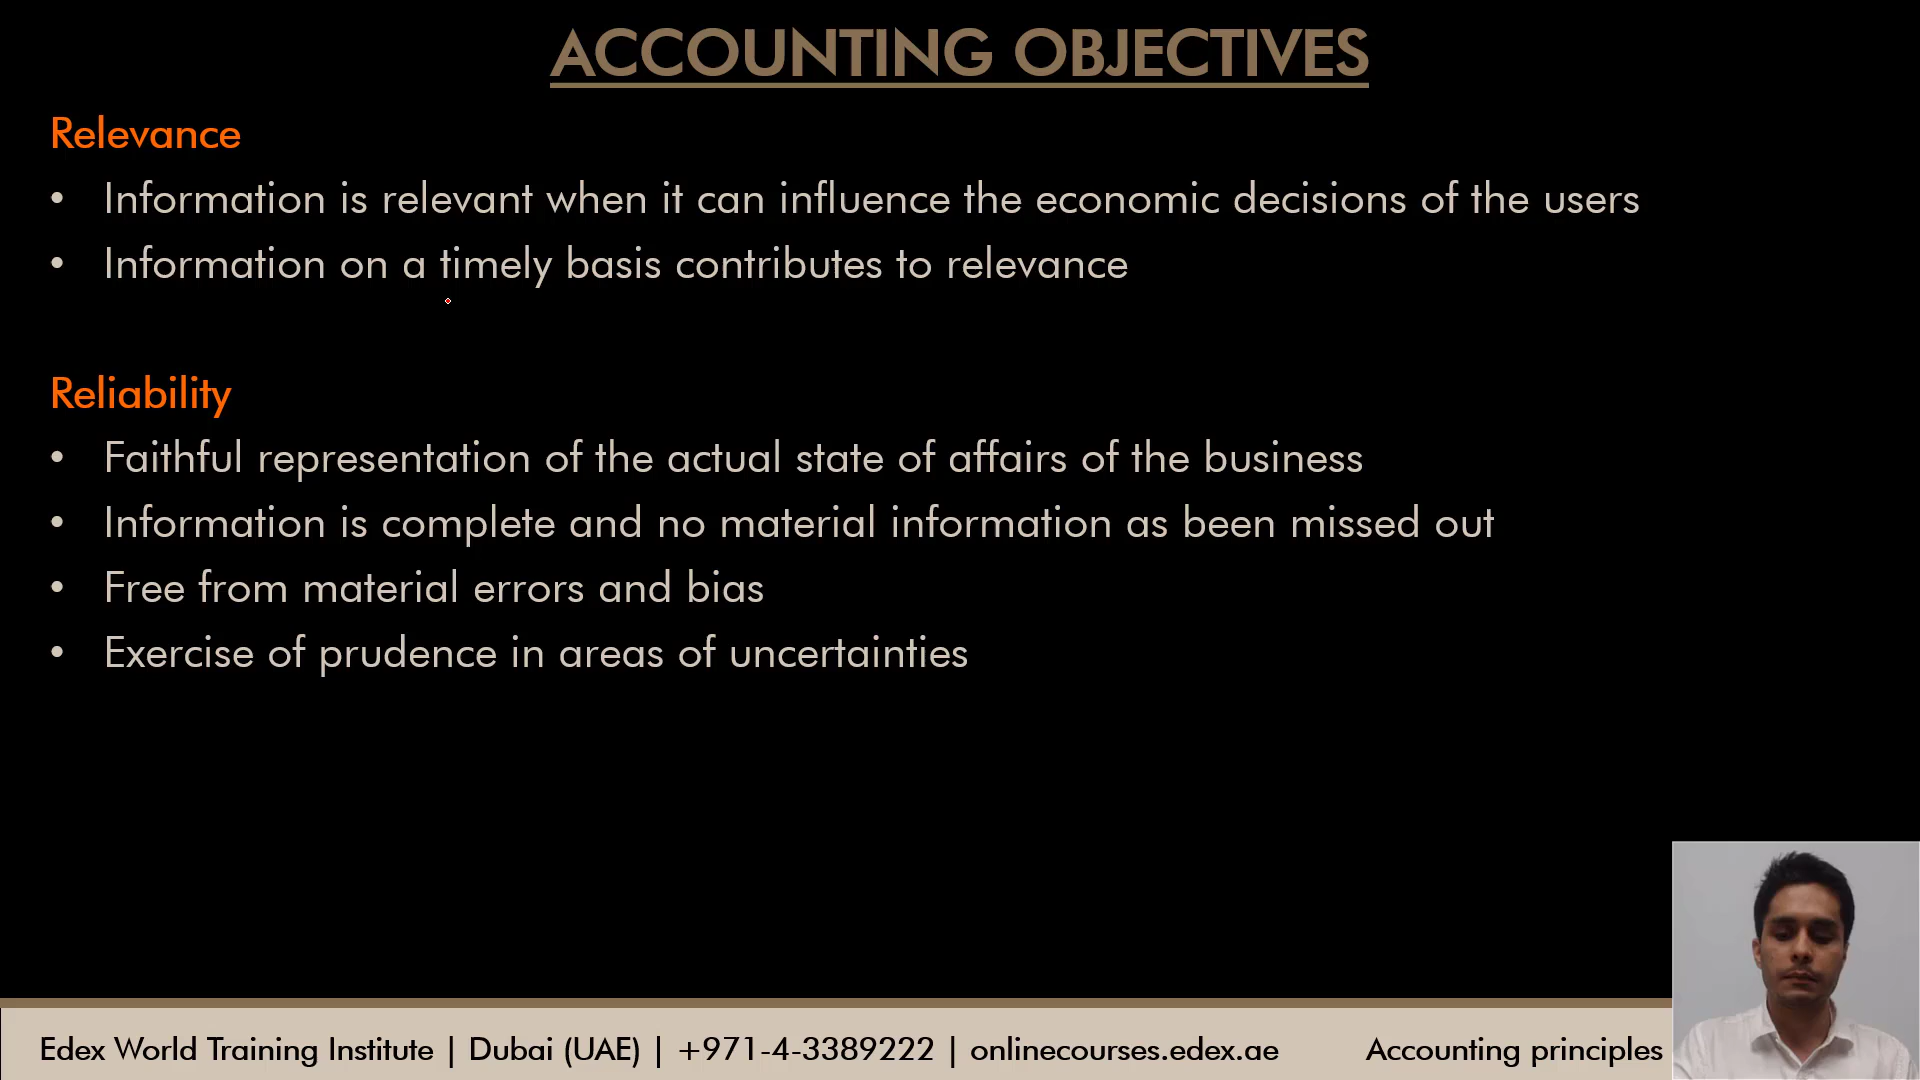 ACCOUNTING OBJECTIVES
Relevance
• Information is relevant when it can influence the economic decisions of the users
• Information on a timely basis contributes to relevance
Reliability
• Faithful representation of the actual state of affairs of the business
• Information is complete and no material information as been missed out
• Free from material errors and bias
• Exercise of prudence in areas of uncertainties
Edex World Training Institute | Dubai (UAE) | +971-4-3389222 | onlinecourses.edex.ae Accounting principles